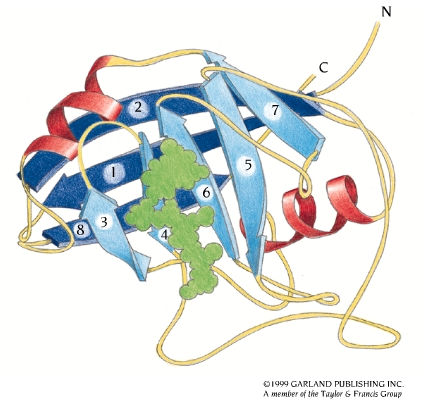 N
C
2
7
1
5
6
3
8
4
©1999 GARLAND PUBLISHING INC.
A member of the Taylor & Francis Group